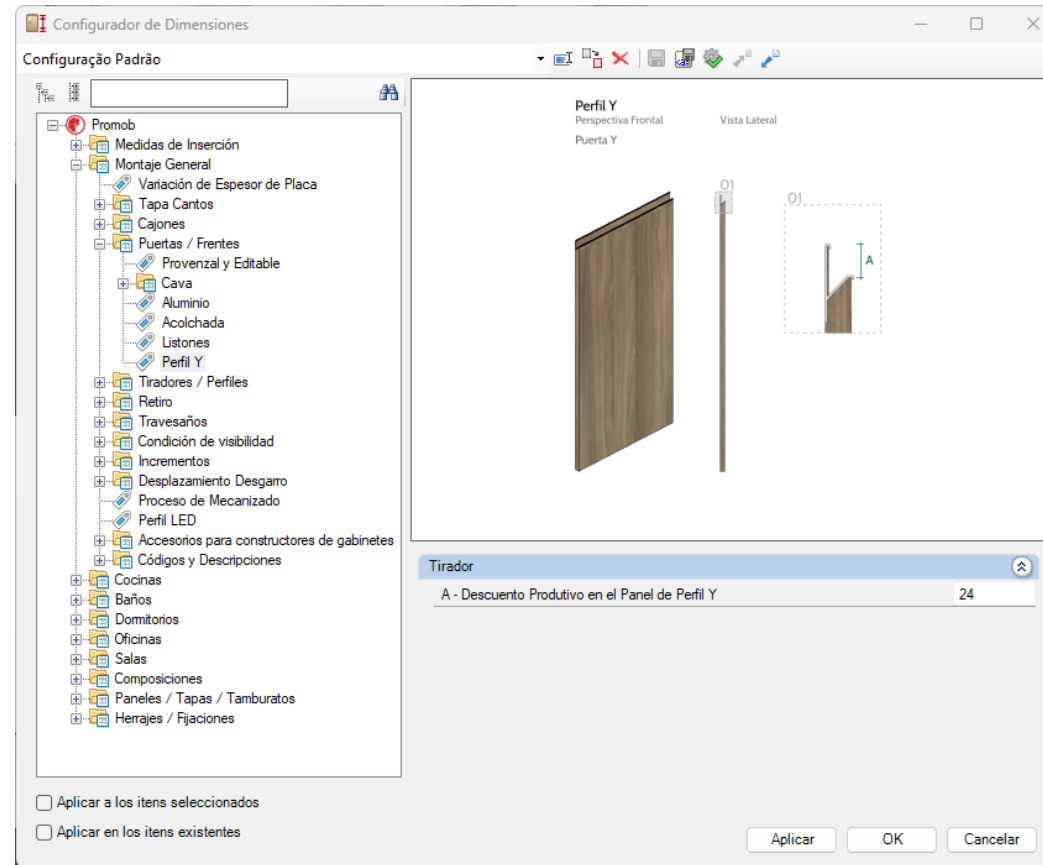 Configurador de Dimensiones
Configuração Padrão
Promob
Medidas de Inserción
Montaje General
Variación de Espesor de Placa
Tapa Cantos
Cajones
Puertas / Frentes
Provenzal y Editable
Cava
Aluminio
Acolchada
Listones
Perfil Y
Tiradores / Perfiles
Retiro
Travesaños
Condición de visibilidad
Incrementos
Desplazamiento Desgarro
Proceso de Mecanizado
Perfil LED
Accesorios para constructores de gabinetes
Códigos y Descripciones
Cocinas
Baños
Dormitorios
Oficinas
Salas
Composiciones
Paneles / Tapas / Tamburatos
Herrajes / Fijaciones
Aplicar a los itens seleccionados
Aplicar en los itens existentes
Perfil Y
Perspectiva Frontal Vista Lateral
Puerta Y
O1
O1
A
Tirador
A - Descuento Produtivo en el Panel de Perfil Y 24
Aplicar OK Cancelar